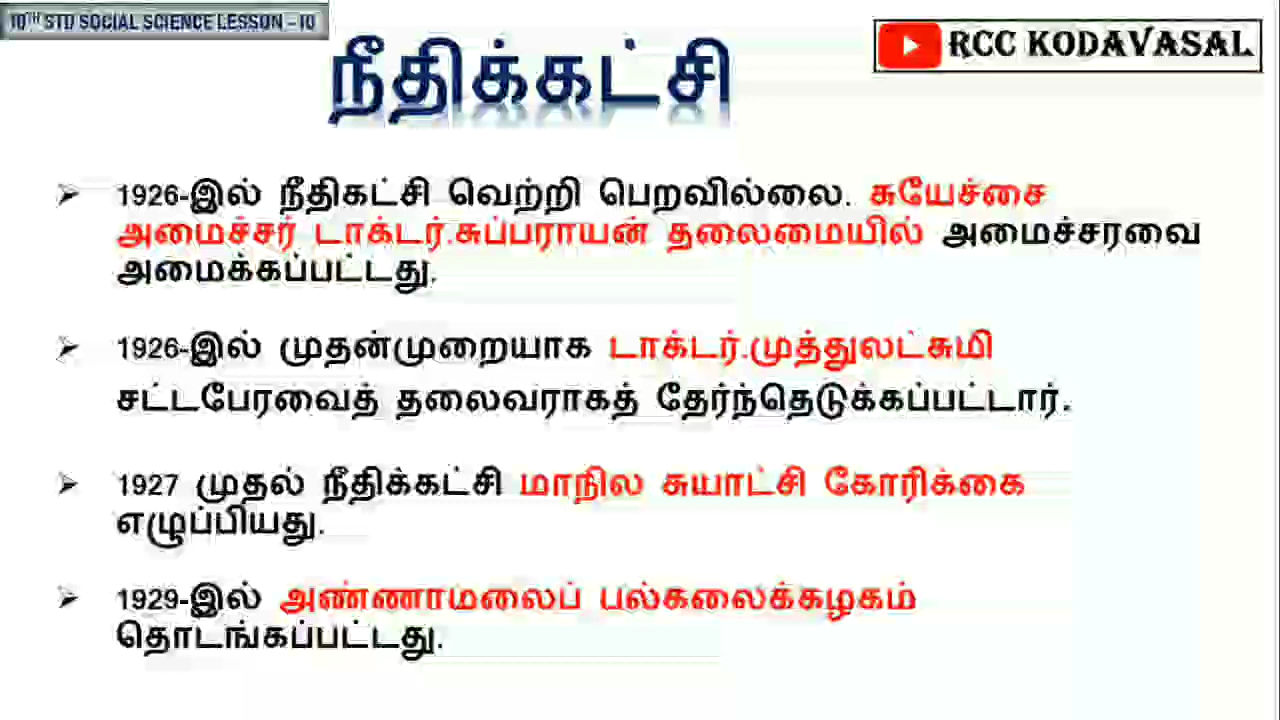 10TH STD SOCIAL SCIENCE LESSON - 10
RCC KODAVASAL
நீதிக்கட்சி
1926-இல் நீதிகட்சி வெற்றி பெறவில்லை. சுயேச்சை
அமைச்சர் டாக்டர்.சுப்பராயன் தலைமையில் அமைச்சரவை
அமைக்கப்பட்டது.
1926-இல் முதன்முறையாக டாக்டர்.முத்துலட்சுமி
சட்டபேரவைத் தலைவராகத் தேர்ந்தெடுக்கப்பட்டார்.
1927 முதல் நீதிக்கட்சி மாநில சுயாட்சி கோரிக்கை
எழுப்பியது.
1929-இல் அண்ணாமலைப் பல்கலைக்கழகம்
தொடங்கப்பட்டது.